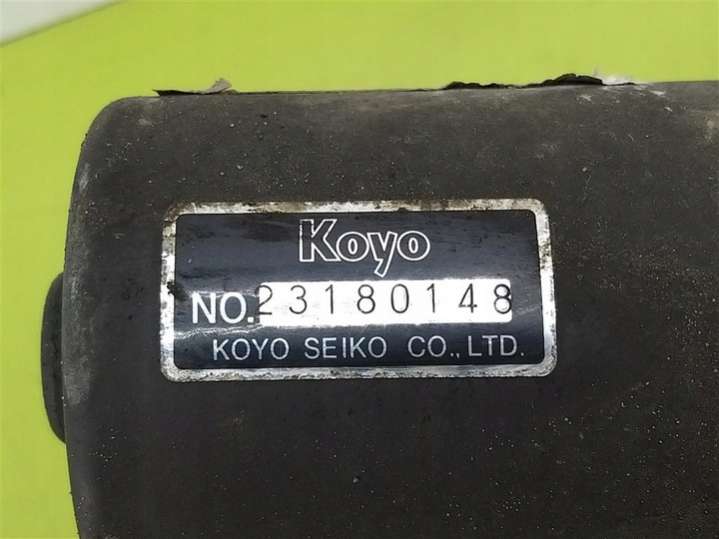 Koyo
NO.23180148
KOYO SEIKO CO., LTD.